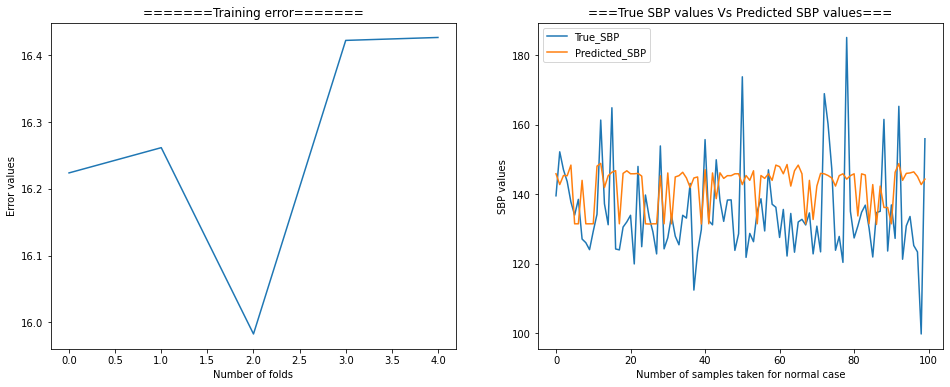 =======Training error=======
16.4
16.3
16.2
16.1
16.0
Error values
0.0 0.5 1.0 1.5 2.0 2.5 3.0 3.5 4.0
Number of folds
===True SBP values Vs Predicted SBP values===
True_SBP
Predicted_SBP
180
160
140
120
100
SBP values
0 20 40 60 80 100
Number of samples taken for normal case